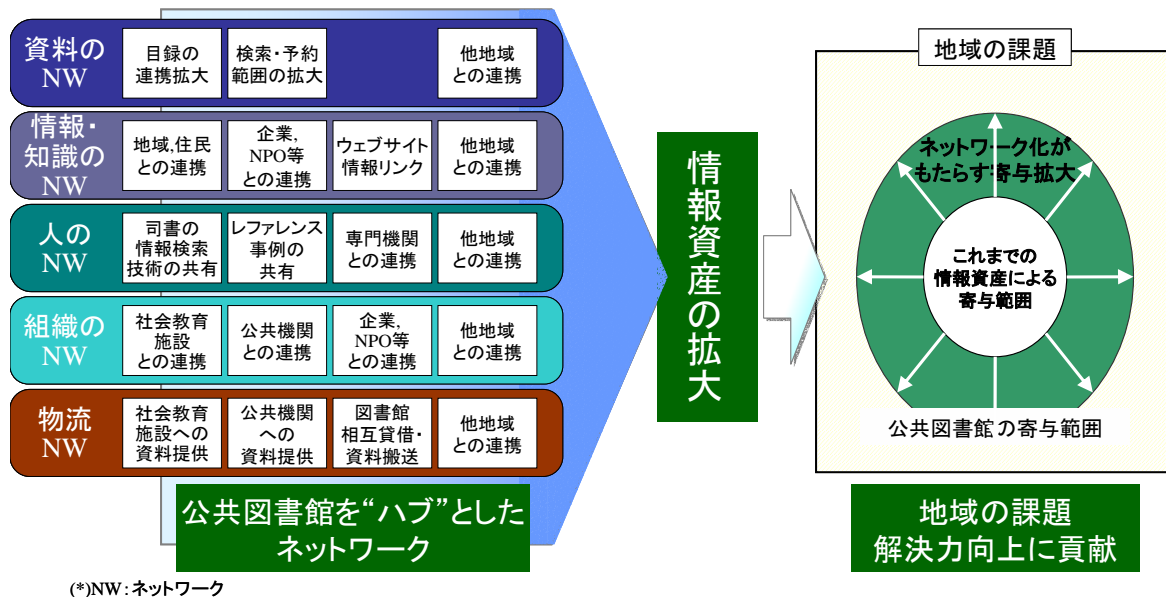 資料の
NW
目録の
連携拡大
検索・予約
範囲の拡大
他地域
との連携
情報・
知識の
NW
地域,住民
との連携
企業,
NPO等
との連携
ウェブサイト
情報リンク
他地域
との連携
人の
NW
司書の
情報検索
技術の共有
レファレンス
事例の
共有
専門機関
との連携
他地域
との連携
組織の
NW
社会教育
施設
との連携
公共機関
との連携
企業,
NPO等
との連携
他地域
との連携
物流
NW
社会教育
施設への
資料提供
公共機関
への
資料提供
図書館
相互貸借・
資料搬送
他地域
との連携
公共図書館を“ハブ”とした
ネットワーク
(*)NW:ネットワーク
情報資産の拡大
地域の課題
ネットワーク化が
もたらす寄与拡大
これまでの
情報資産による
寄与範囲
公共図書館の寄与範囲
地域の課題
解決力向上に貢献